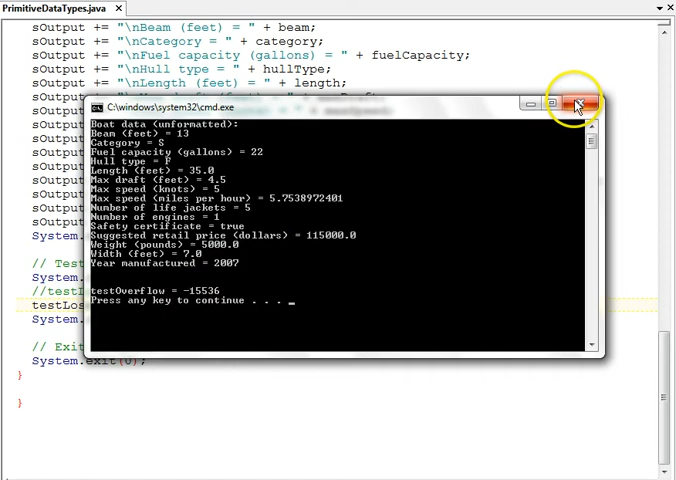 PrimitiveDataTypes.java
sOutput += "\nBeam (feet) = " + beam;
sOutput += "\nCategory = " + category;
sOutput += "\nFuel capacity (gallons) = " + fuelCapacity;
sOutput += "\nHull type = " + hullType;
sOutput += "\nLength (feet) = " + length;
sOutput
sOutput
sOutput
sOutput
sOutput
sOutput
sOutput
sOutput
sOutput
System.
// Test
System.
//testL
testLos
System.
// Exit
System.exit(0);
}
}
C:\windows\system32\cmd.exe
Boat data (unformatted):
Beam (feet) = 13
Category = S
Fuel capacity (gallons) = 22
Hull type = F
Length (feet) = 35.0
Max draft (feet) = 4.5
Max speed (knots) = 5
Max speed (miles per hour) = 5.7538972401
Number of life jackets = 5
Number of engines = 1
Safety certificate = true
Suggested retail price (dollars) = 115000.0
Weight (pounds) = 5000.0
Width (feet) = 7.0
Year manufactured = 2007
testOverflow = -15536
Press any key to continue . . . _